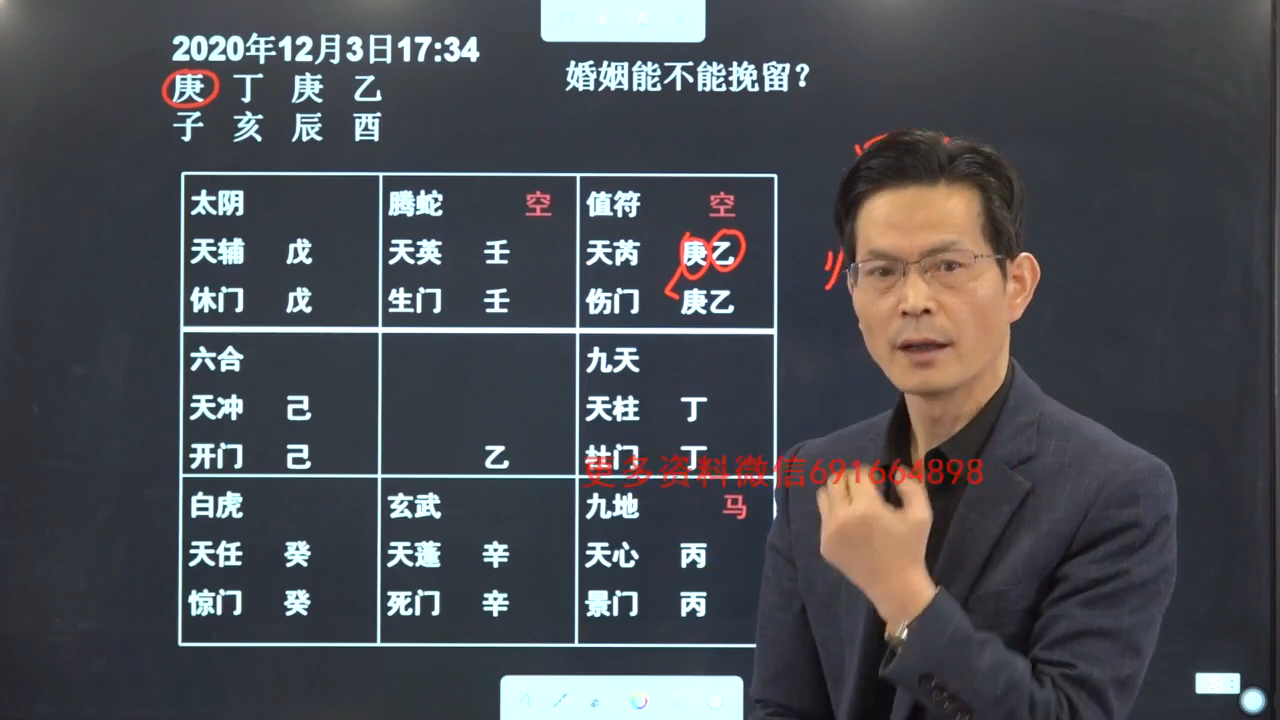 2020年12月3日17:34
婚姻能不能挽留？
庚 丁 庚 乙
子 亥 辰 酉
太阴
天辅 戊
休门 戊
腾蛇 空
天英 壬
生门 壬
值符 空
天芮 庚乙
伤门 庚乙
六合
天冲 己
开门 己
乙
九天
天柱 丁
杜门 丁
更多资料微信691664898
白虎
天任 癸
惊门 癸
玄武
天蓬 辛
死门 辛
九地 马
天心 丙
景门 丙